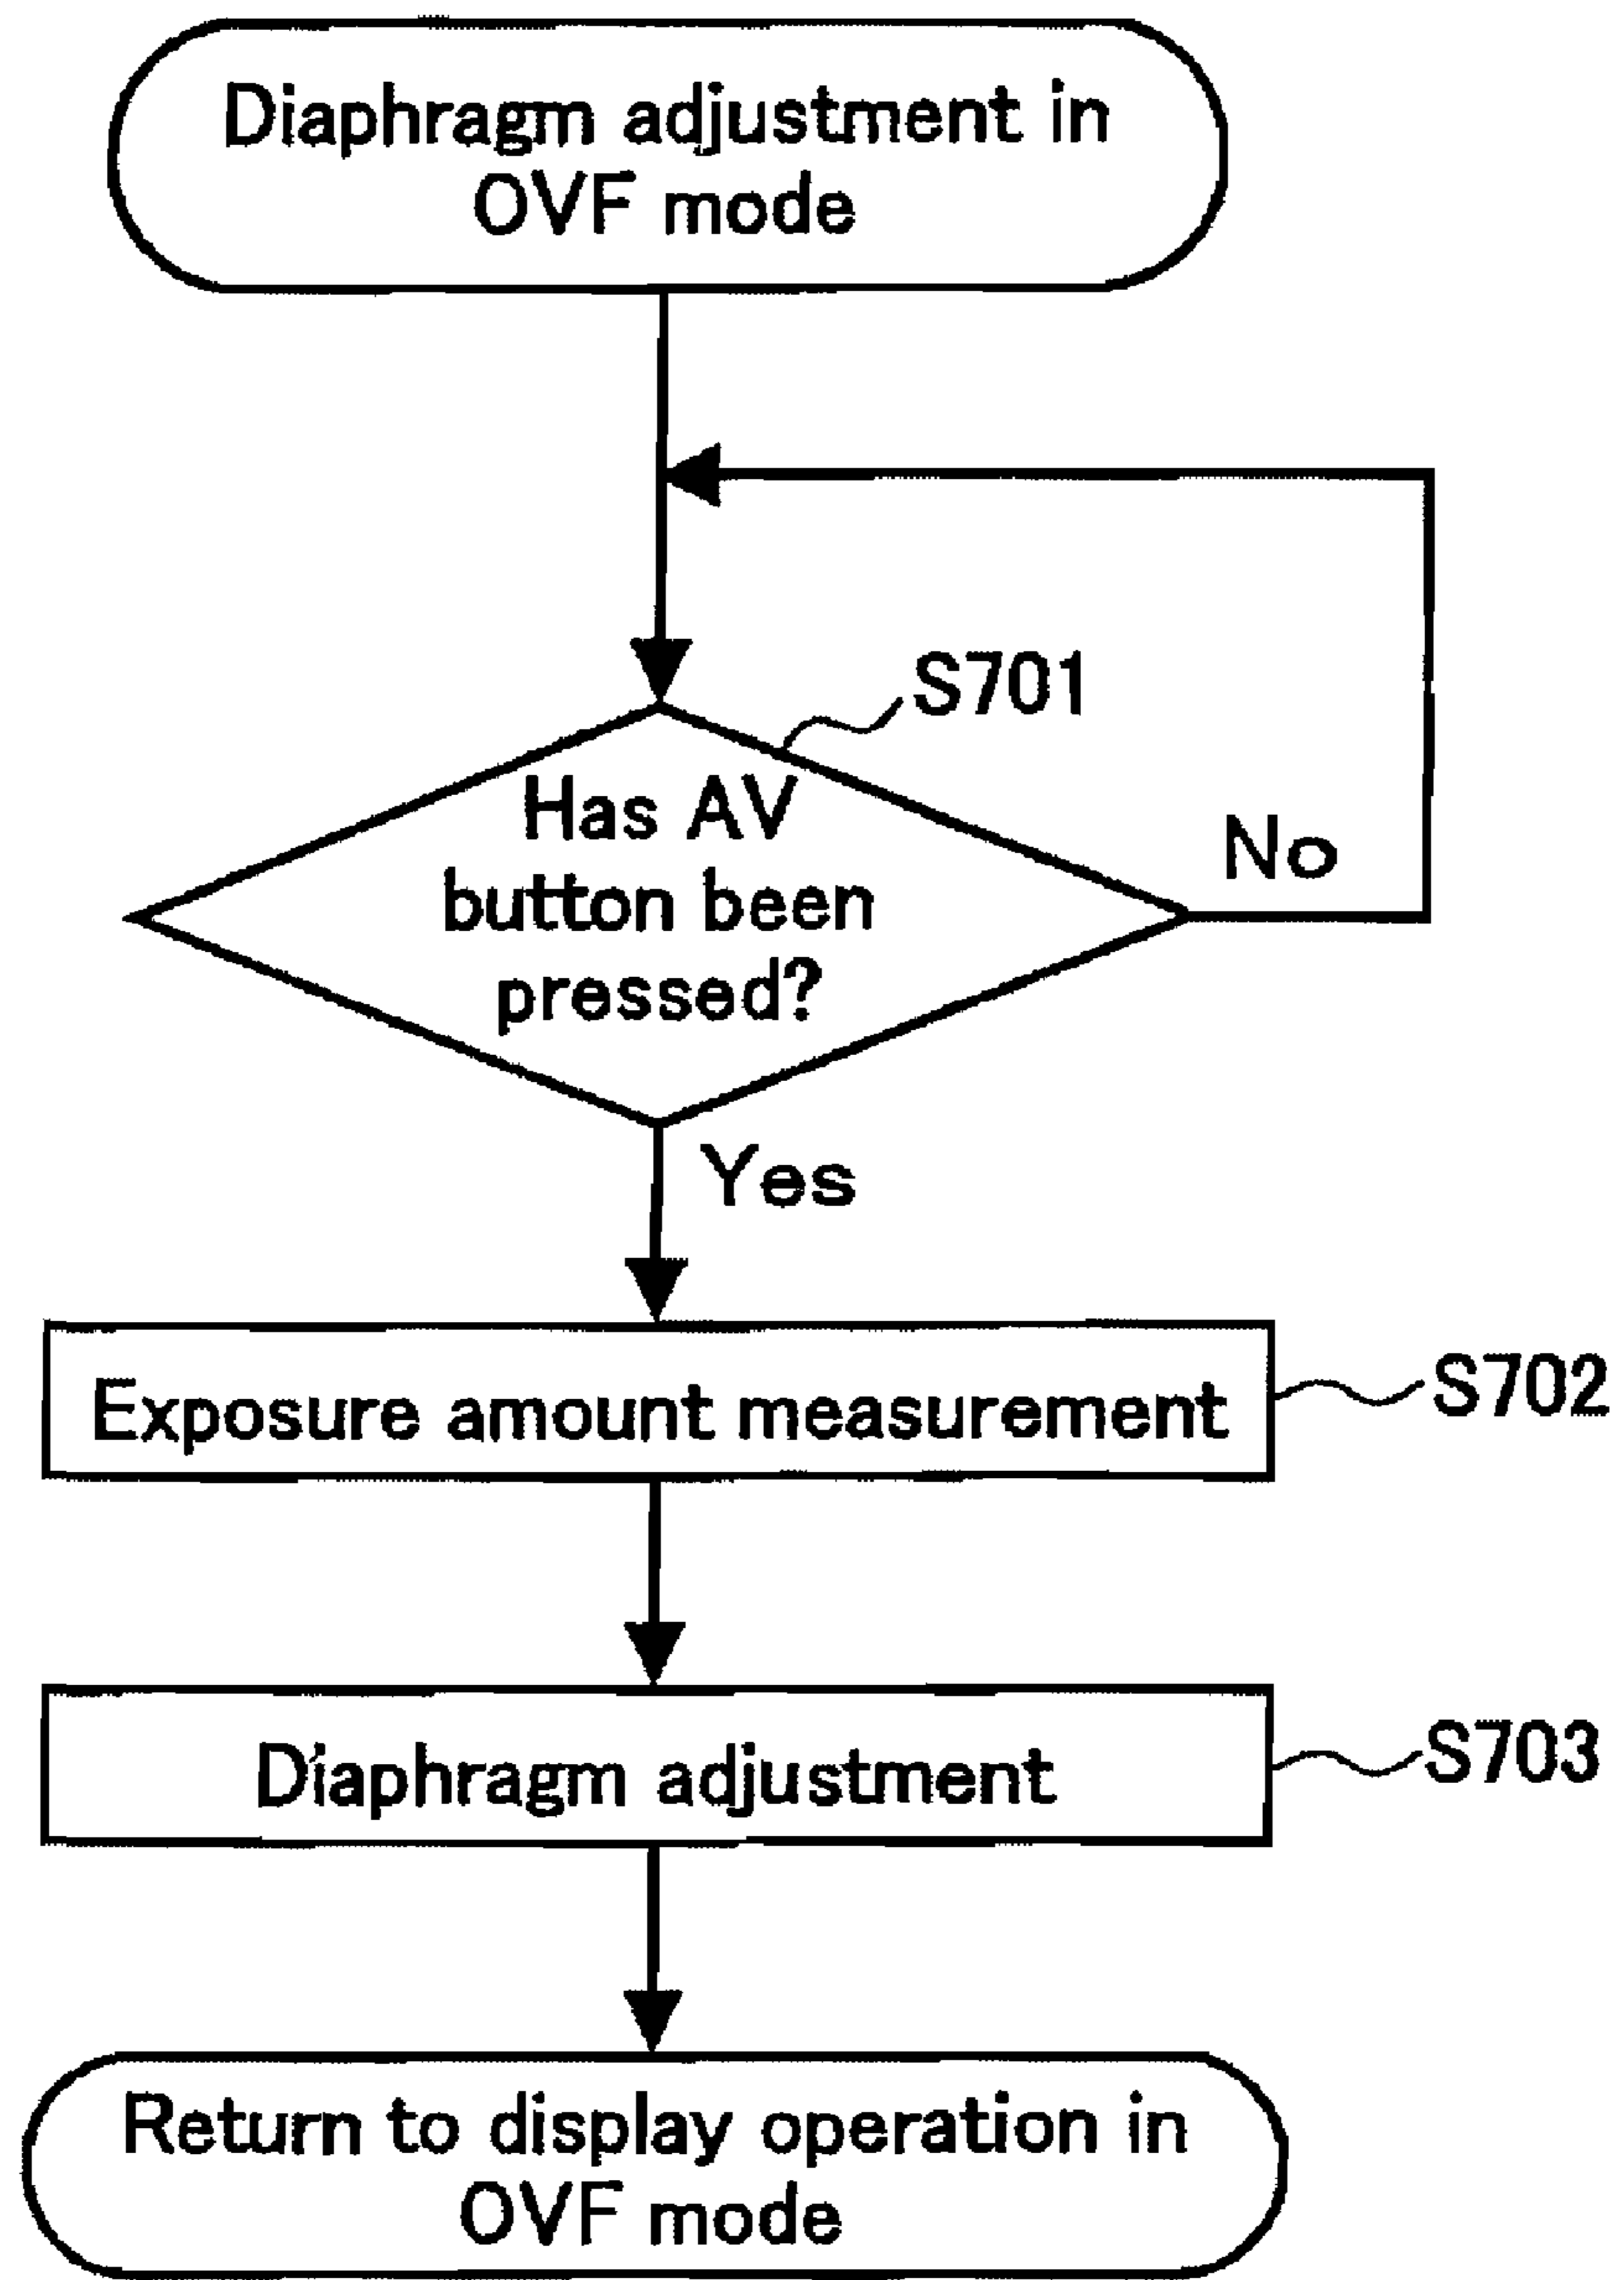 Diaphragm adjustment in
OVF mode
S701
Has AV
button been
pressed?
No
Yes
Exposure amount measurement
S702
Diaphragm adjustment
S703
Return to display operation in
OVF mode